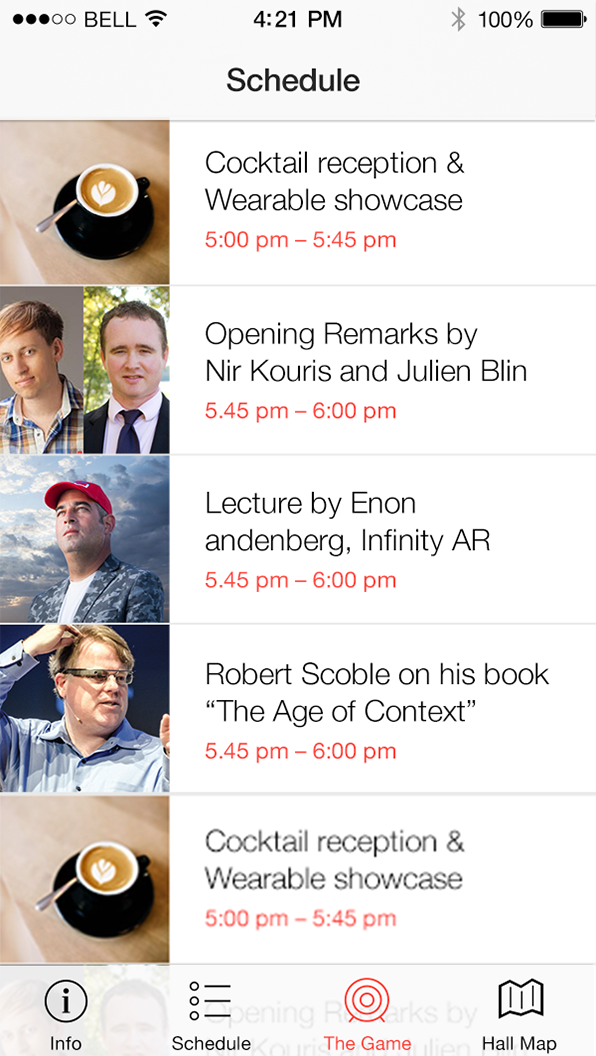 BELL 4:21 PM 100%
Schedule
Cocktail reception &
Wearable showcase
5:00 pm – 5:45 pm
Opening Remarks by
Nir Kouris and Julien Blin
5.45 pm – 6:00 pm
Lecture by Enon
andenberg, Infinity AR
5.45 pm – 6:00 pm
Robert Scoble on his book
“The Age of Context”
5.45 pm – 6:00 pm
Cocktail reception &
Wearable showcase
5:00 pm – 5:45 pm
Opening Remarks by
Nir Kouris and Julien
Info Schedule The Game Hall Map